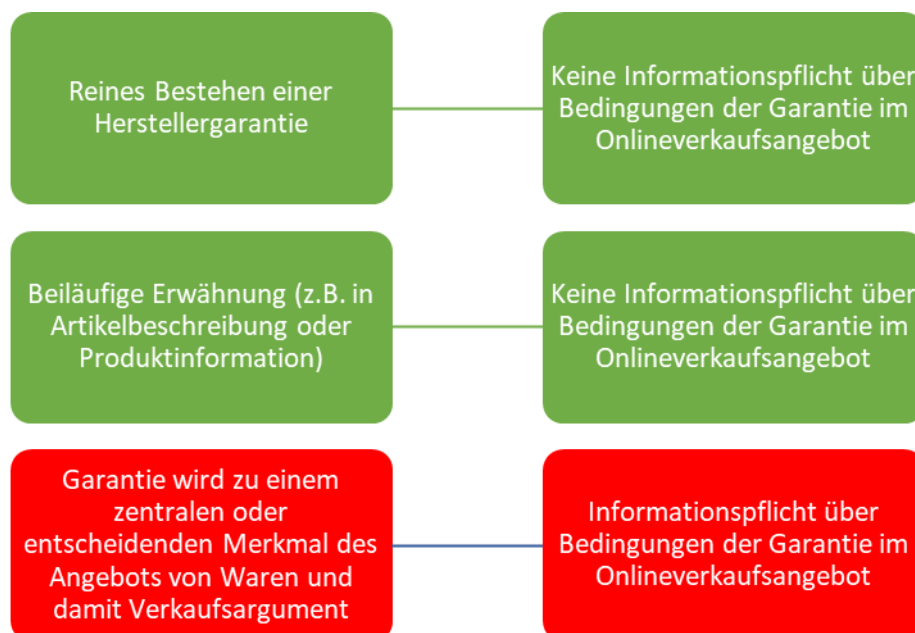 Reines Bestehen einer
Herstellergarantie
Keine Informationspflicht über
Bedingungen der Garantie im
Onlineverkaufsangebot
Beiläufige Erwähnung (z.B. in
Artikelbeschreibung oder
Produktinformation)
Keine Informationspflicht über
Bedingungen der Garantie im
Onlineverkaufsangebot
Garantie wird zu einem
zentralen oder
entscheidenden Merkmal des
Angebots von Waren und
damit Verkaufsargument
Informationspflicht über
Bedingungen der Garantie im
Onlineverkaufsangebot